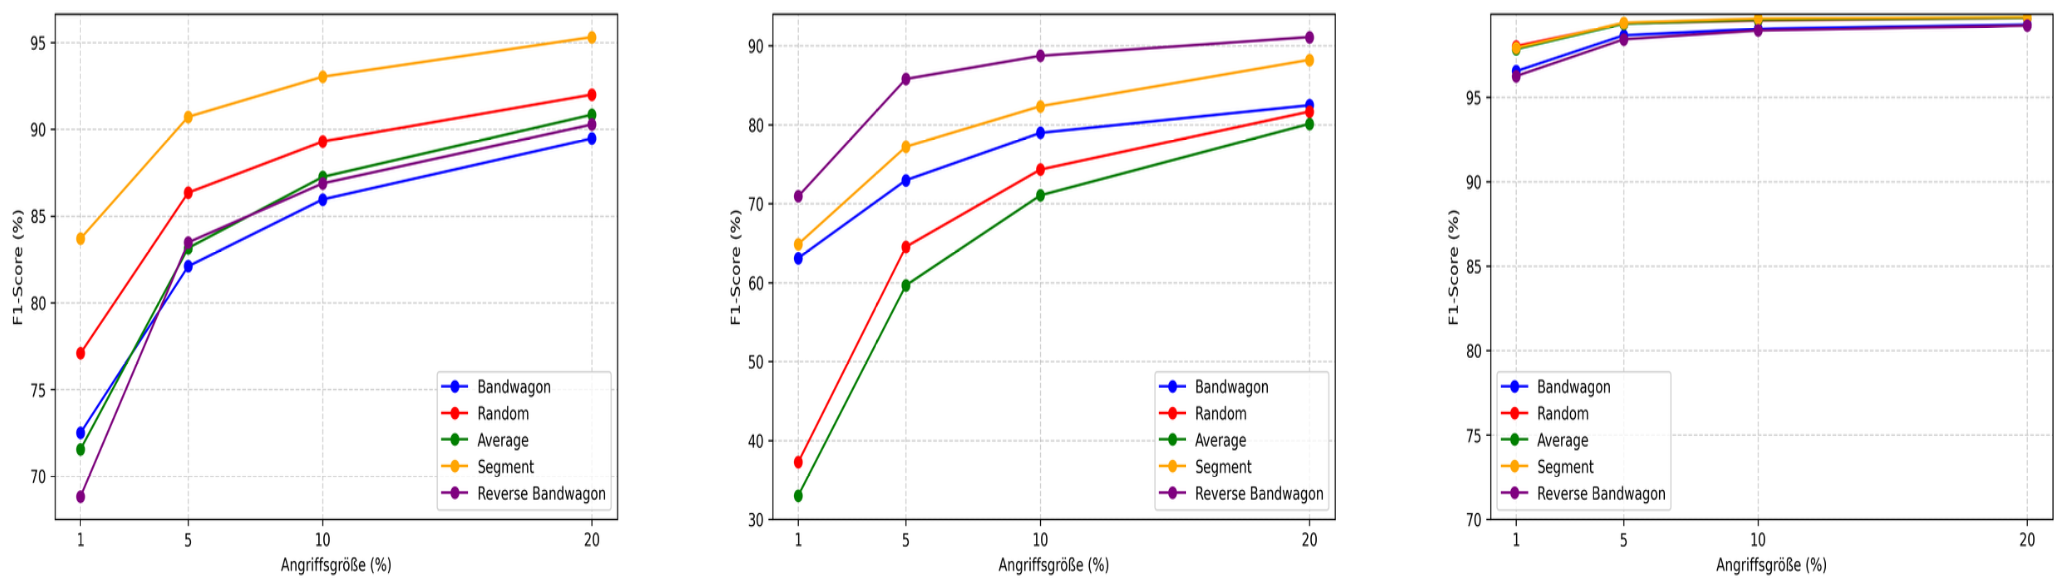 95
90
85
80
75
70
F1-Score (%)
1 5 10 20
Angriffsgröße (%)
Bandwagon
Random
Average
Segment
Reverse Bandwagon
90
80
70
60
50
40
30
F1-Score (%)
1 5 10 20
Angriffsgröße (%)
Bandwagon
Random
Average
Segment
Reverse Bandwagon
95
90
85
80
75
70
F1-Score (%)
1 5 10 20
Angriffsgröße (%)
Bandwagon
Random
Average
Segment
Reverse Bandwagon